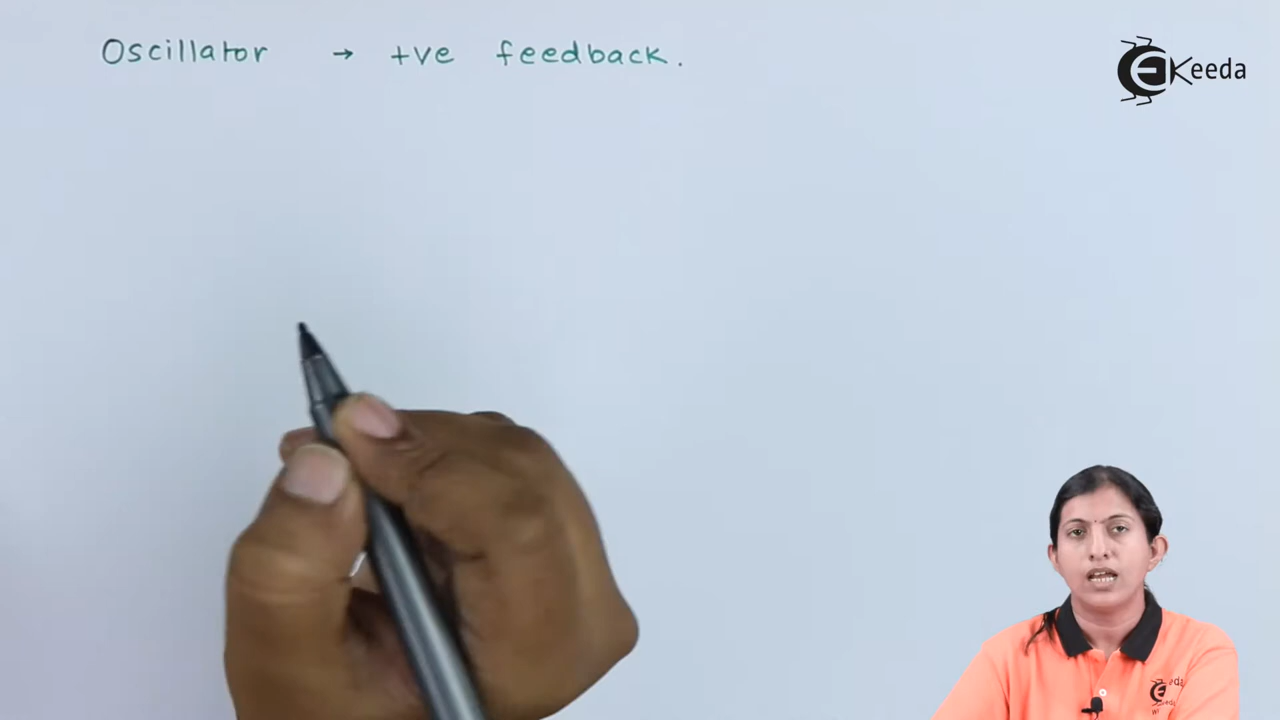 Oscillator → +ve feedback.
EKeeda